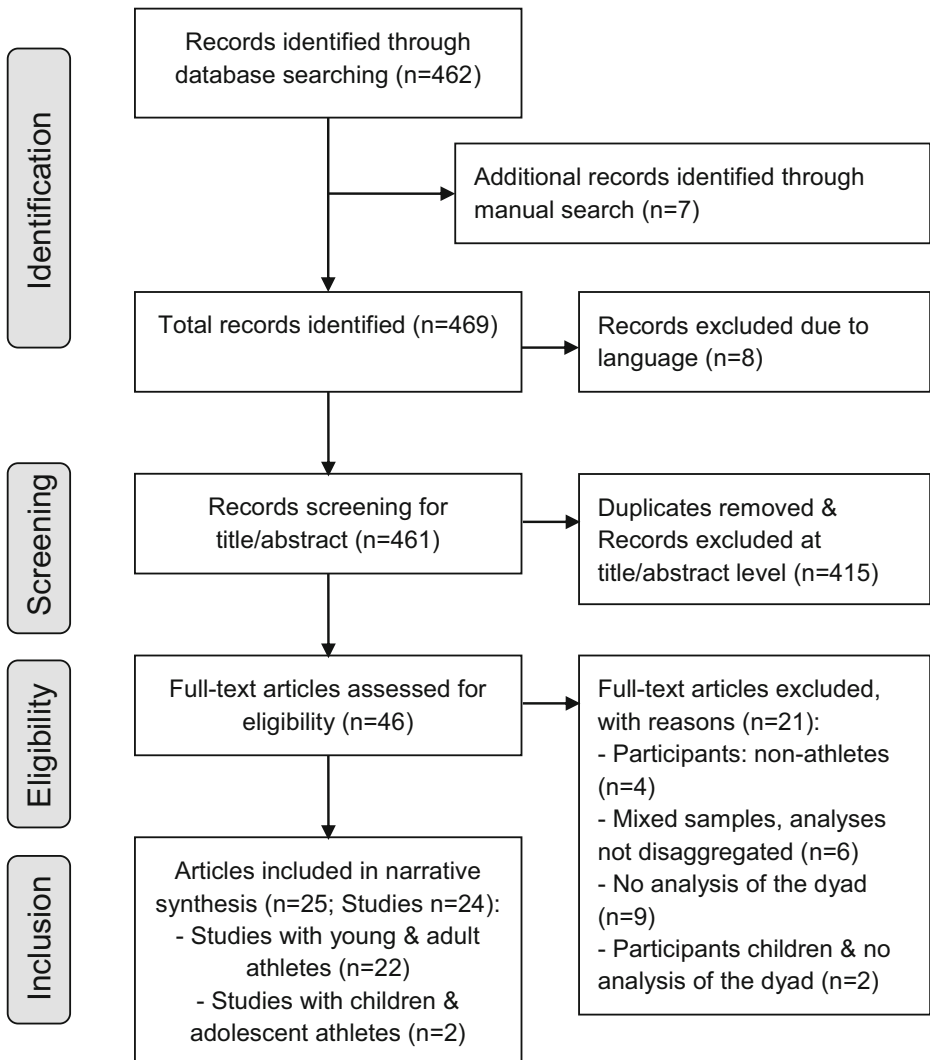 Identification
Records identified through
database searching (n=462)
Additional records identified through
manual search (n=7)
Total records identified (n=469)
Records excluded due to
language (n=8)
Screening
Records screening for
title/abstract (n=461)
Duplicates removed &
Records excluded at
title/abstract level (n=415)
Eligibility
Full-text articles assessed for
eligibility (n=46)
Full-text articles excluded,
with reasons (n=21):
- Participants: non-athletes
(n=4)
- Mixed samples, analyses
not disaggregated (n=6)
- No analysis of the dyad
(n=9)
- Participants children & no
analysis of the dyad (n=2)
Inclusion
Articles included in narrative
synthesis (n=25; Studies n=24):
- Studies with young & adult
athletes (n=22)
- Studies with children &
adolescent athletes (n=2)